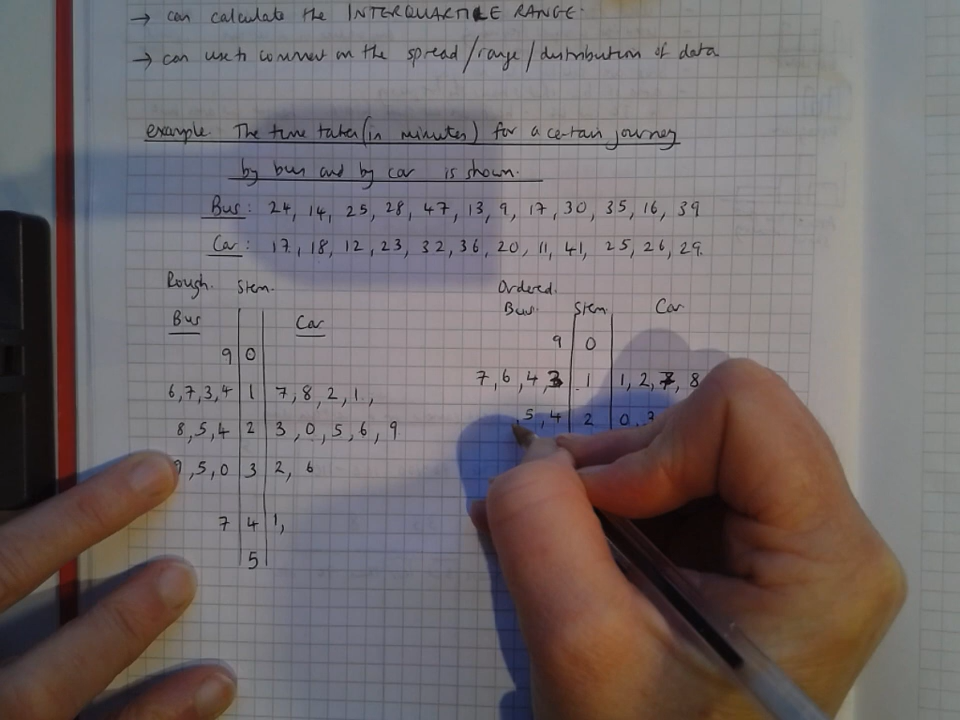 → can calculate the INTERQUARTILE RANGE.
→ can use to comment on the spread/range/distribution of data
example. The time taken (in minutes) for a certain journey
by bus and by car is shown.
Bus: 24, 14, 25, 28, 47, 13, 9, 17, 30, 35, 16, 39
Car: 17, 18, 12, 23, 32, 36, 20, 11, 41, 25, 26, 29.
Rough. Stem.
Bus Car
9 0
6,7,3,4 1 7, 8, 2, 1,,
8,5,4 2 3, 0, 5, 6, 9
,5,0 3 2, 6
7 4 1,
5
Ordered.
Bus. Stem Car
9 0
7,6,4,3 1 1, 2, 7, 8
,5,4 2 0,